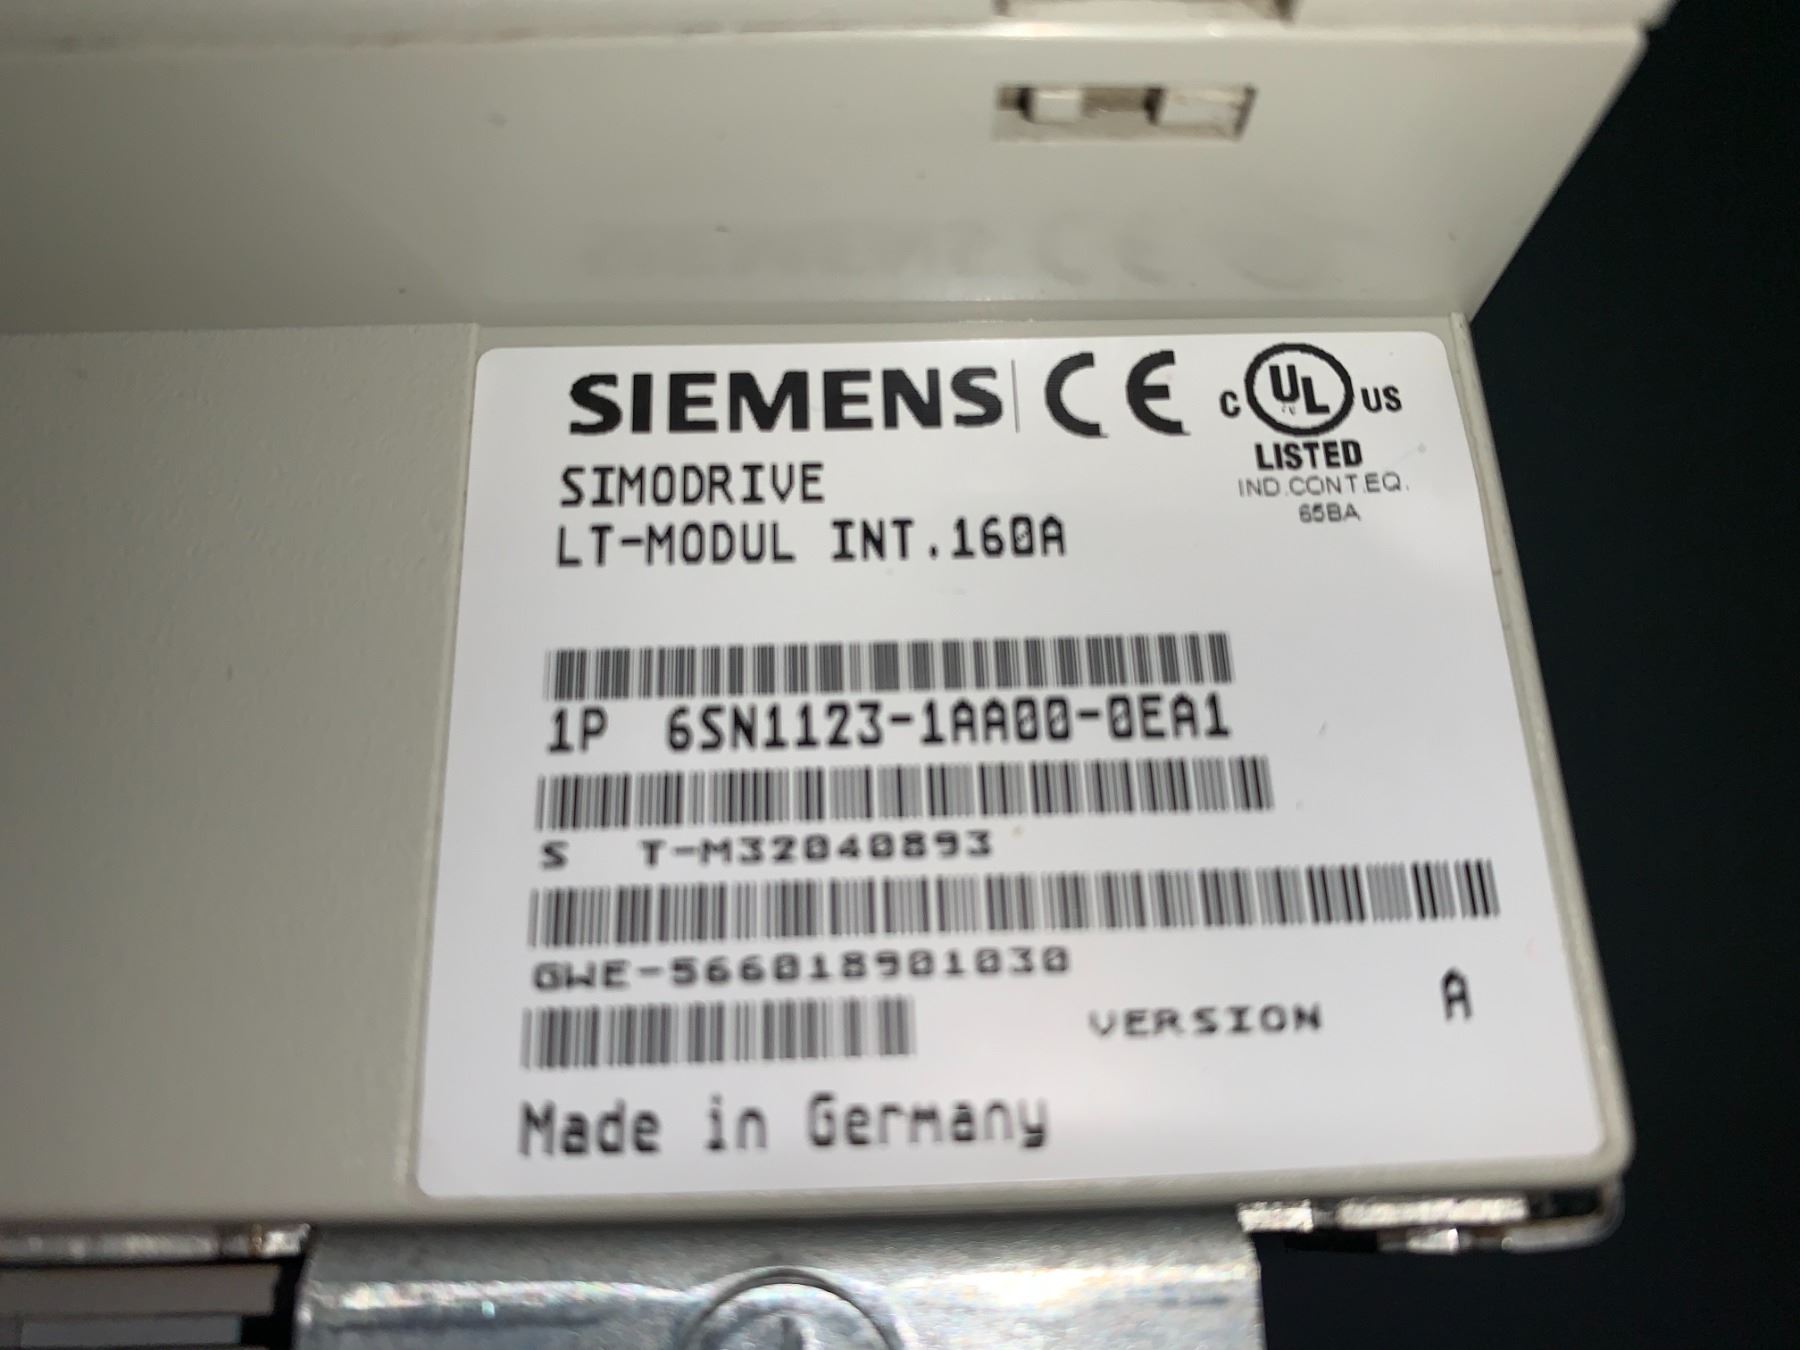 SIEMENS CE
C UL US
LISTED
IND.CONT.EQ.
65BA
SIMODRIVE
LT-MODUL INT.160A
1P 6SN1123-1AA00-0EA1
S T-M32040893
GWE-566018901030
VERSION A
Made in Germany